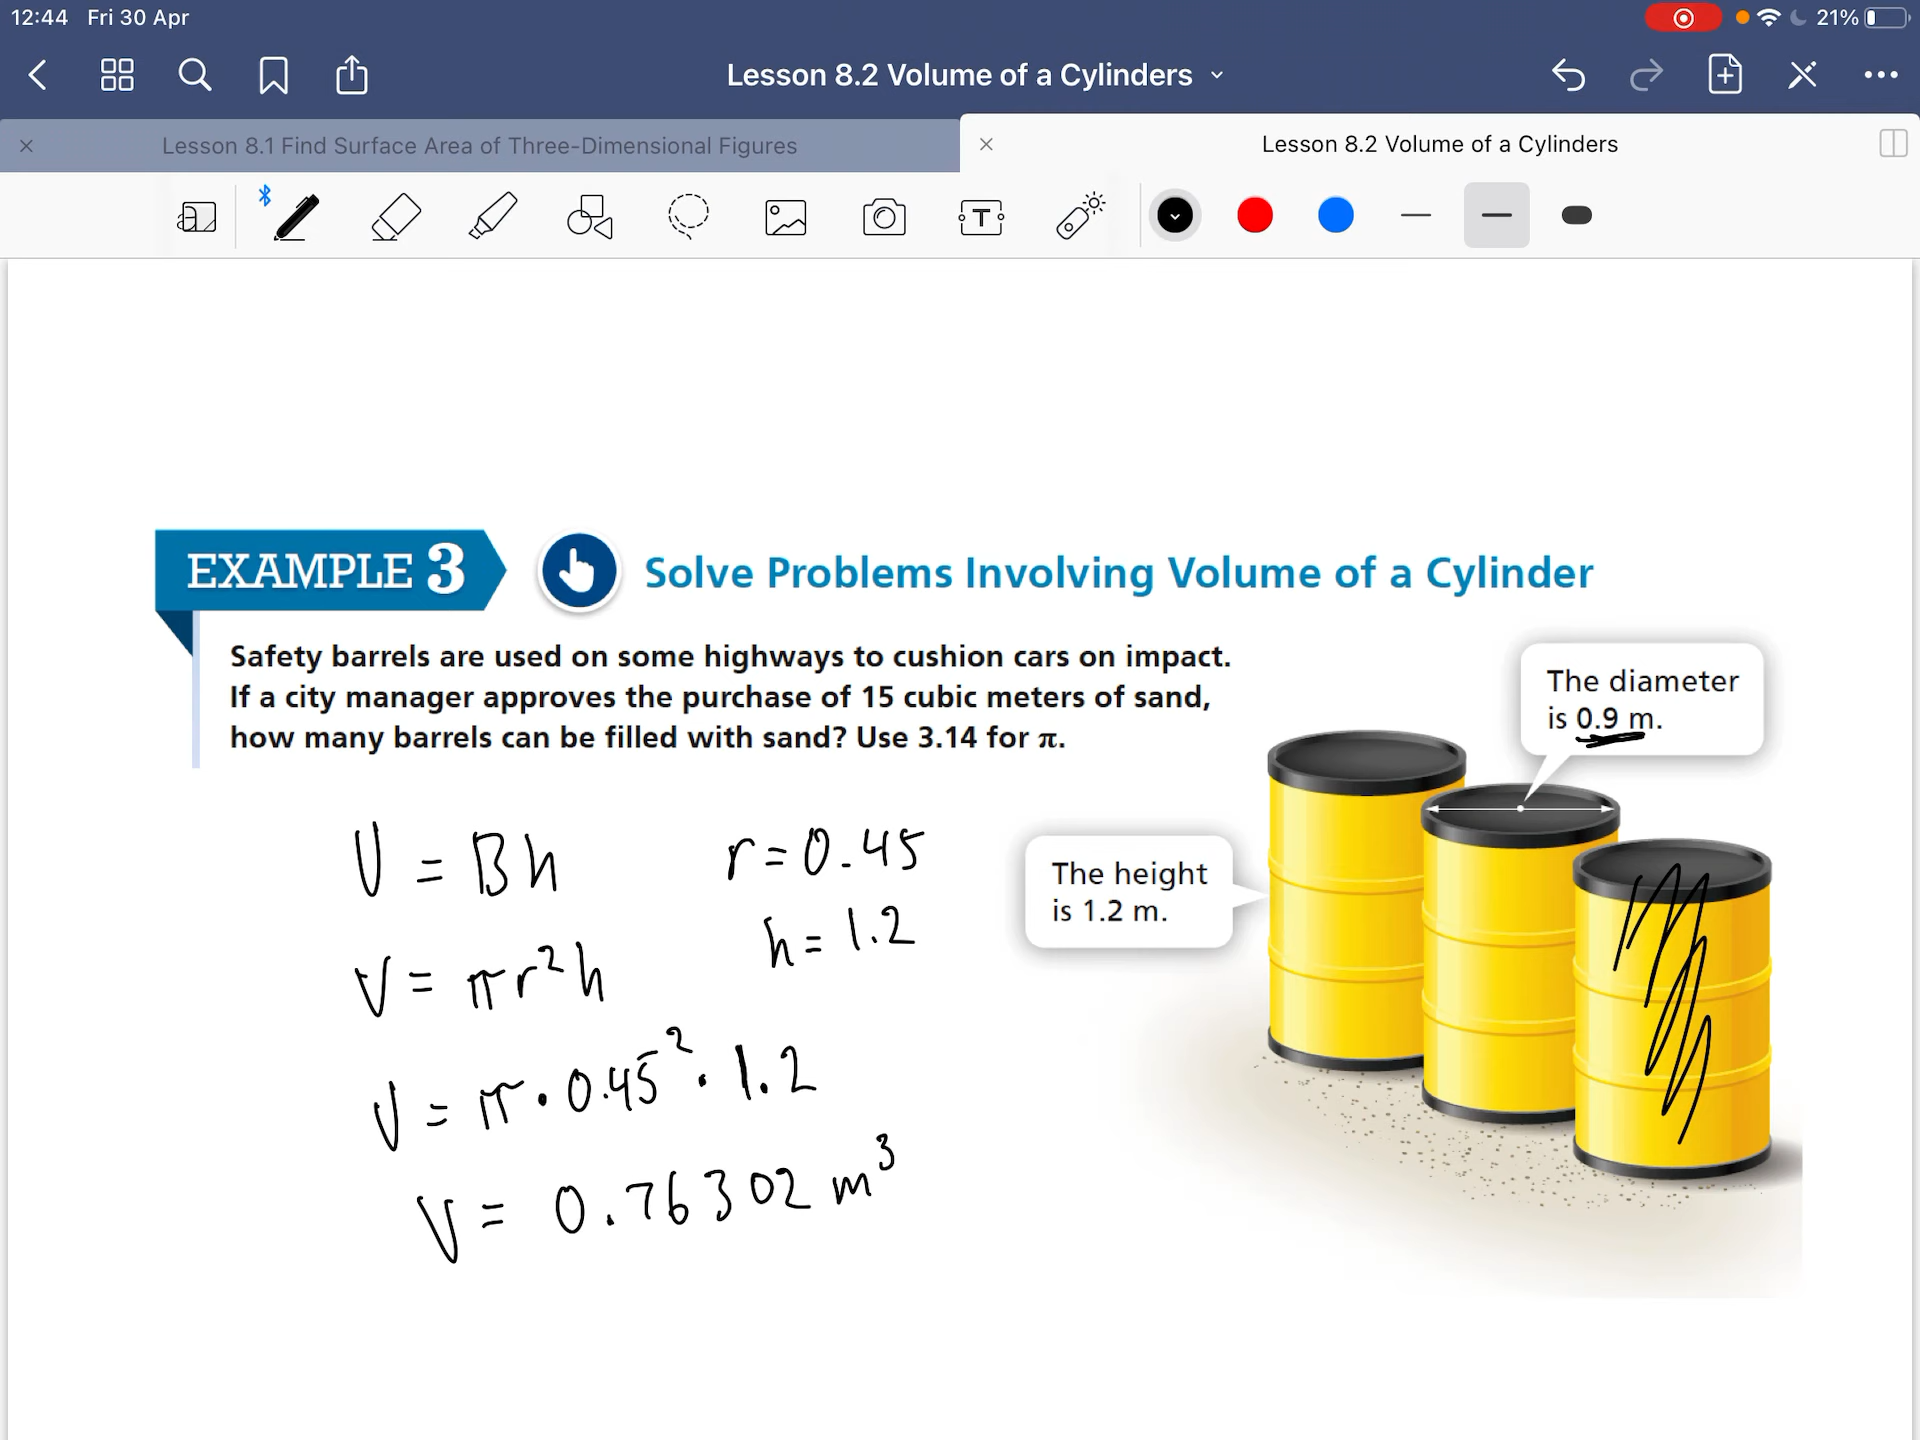 12:44 Fri 30 Apr
21%
Lesson 8.2 Volume of a Cylinders
Lesson 8.1 Find Surface Area of Three-Dimensional Figures
Lesson 8.2 Volume of a Cylinders
EXAMPLE 3
Solve Problems Involving Volume of a Cylinder
Safety barrels are used on some highways to cushion cars on impact.
If a city manager approves the purchase of 15 cubic meters of sand,
how many barrels can be filled with sand? Use 3.14 for π.
The diameter
is 0.9 m.
The height
is 1.2 m.
V = Bh
r = 0.45
h = 1.2
V = πr²h
V = π · 0.45² · 1.2
V = 0.76302 m³